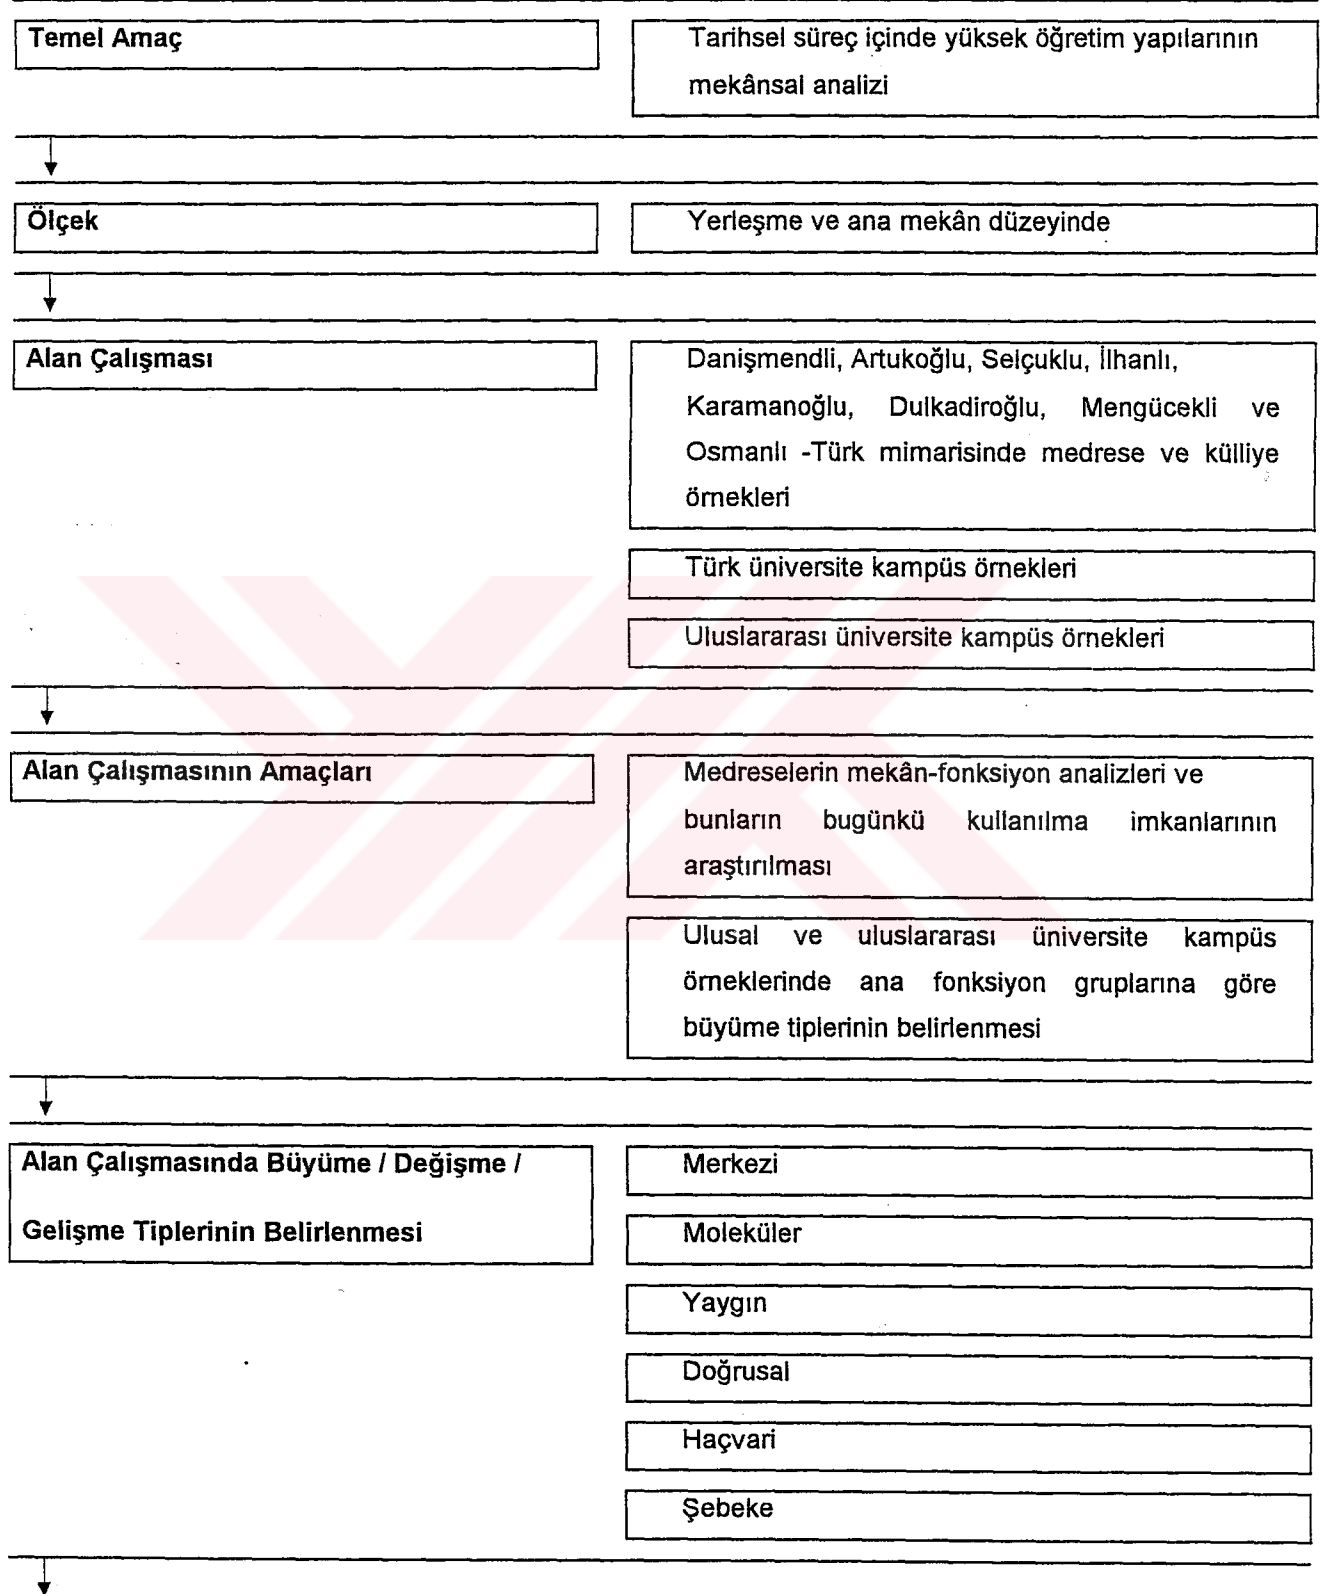 Temel Amaç
Tarihsel süreç içinde yüksek öğretim yapılarının
mekânsal analizi
Ölçek
Yerleşme ve ana mekân düzeyinde
Alan Çalışması
Danişmendli, Artukoğlu, Selçuklu, İlhanlı,
Karamanoğlu, Dulkadiroğlu, Mengücekli ve
Osmanlı -Türk mimarisinde medrese ve külliye
örnekleri
Türk üniversite kampüs örnekleri
Uluslararası üniversite kampüs örnekleri
Alan Çalışmasının Amaçları
Medreselerin mekân-fonksiyon analizleri ve
bunların bugünkü kullanılma imkanlarının
araştırılması
Ulusal ve uluslararası üniversite kampüs
örneklerinde ana fonksiyon gruplarına göre
büyüme tiplerinin belirlenmesi
Alan Çalışmasında Büyüme / Değişme /
Gelişme Tiplerinin Belirlenmesi
Merkezi
Moleküler
Yaygın
Doğrusal
Haçvari
Şebeke